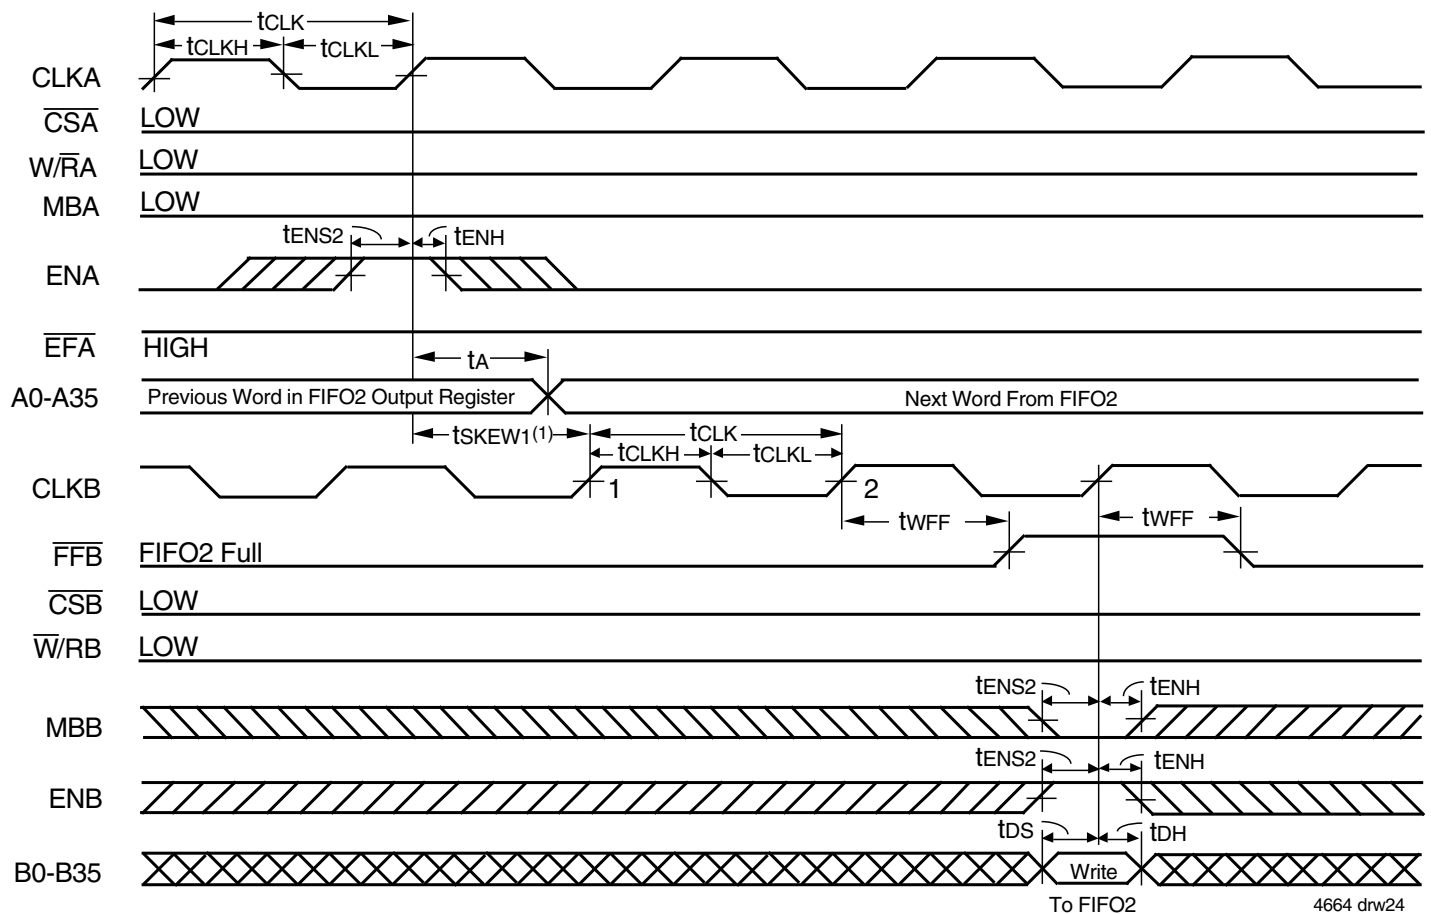 tCLK
tCLKH tCLKL
CLKA
CSA LOW
W/RA LOW
MBA LOW
tENS2 tENH
ENA
EFA HIGH
tA
A0-A35 Previous Word in FIFO2 Output Register Next Word From FIFO2
tSKEW1(1) tCLK
tCLKH tCLKL
CLKB 1 2
tWFF tWFF
FFB FIFO2 Full
CSB LOW
W/RB LOW
tENS2 tENH
MBB
tENS2 tENH
ENB
tDS tDH
B0-B35 Write
To FIFO2 4664 drw24